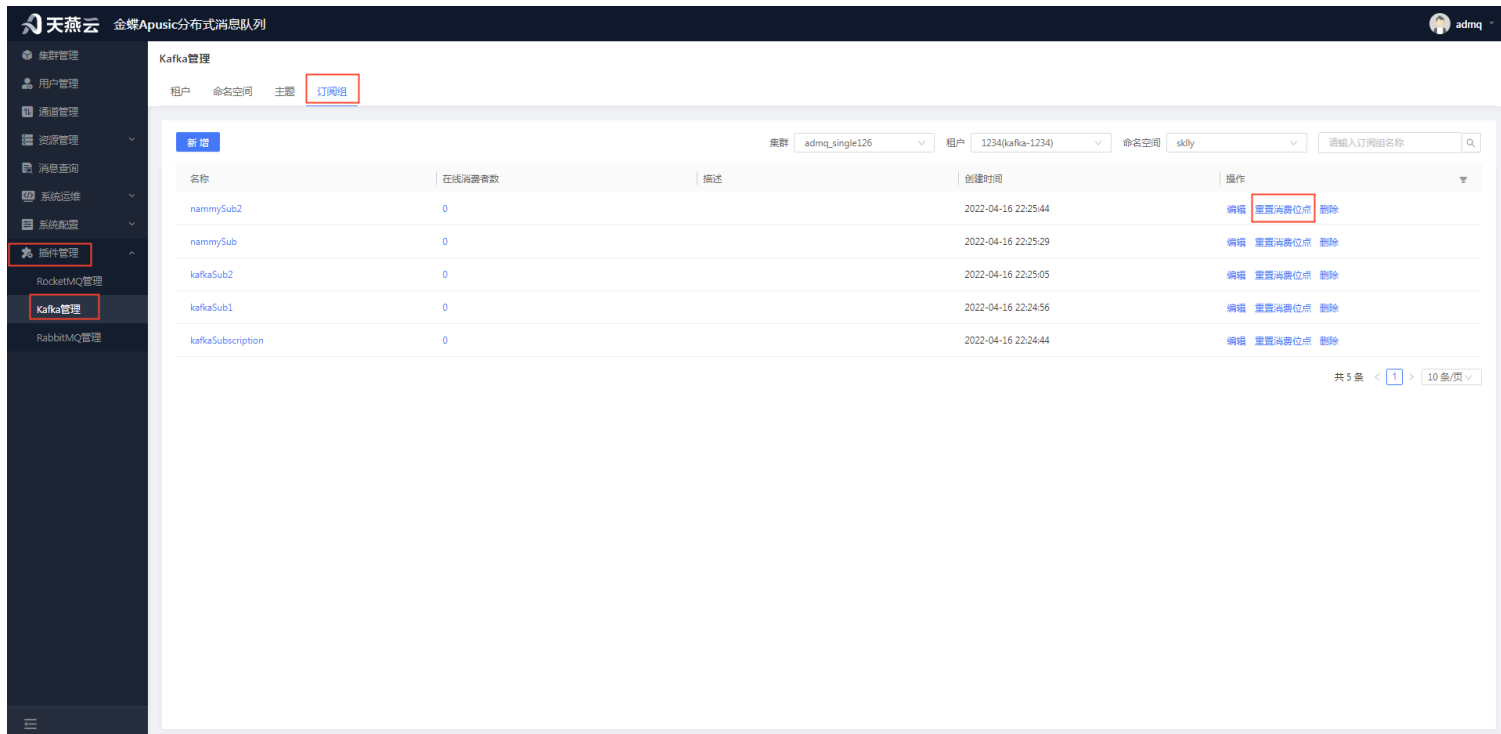 天燕云 金蝶Apusic分布式消息队列 admq
集群管理
用户管理
通道管理
资源管理
消息查询
系统运维
系统配置
插件管理
RocketMQ管理
Kafka管理
RabbitMQ管理
Kafka管理
租户 命名空间 主题 订阅组
新增 集群 admq_single126 租户 1234(kafka-1234) 命名空间 sklly 请输入订阅组名称
名称 在线消费者数 描述 创建时间 操作
nammySub2 0 2022-04-16 22:25:44 编辑 重置消费位点 删除
nammySub 0 2022-04-16 22:25:29 编辑 重置消费位点 删除
kafkaSub2 0 2022-04-16 22:25:05 编辑 重置消费位点 删除
kafkaSub1 0 2022-04-16 22:24:56 编辑 重置消费位点 删除
kafkaSubscription 0 2022-04-16 22:24:44 编辑 重置消费位点 删除
共 5 条 < 1 > 10 条/页